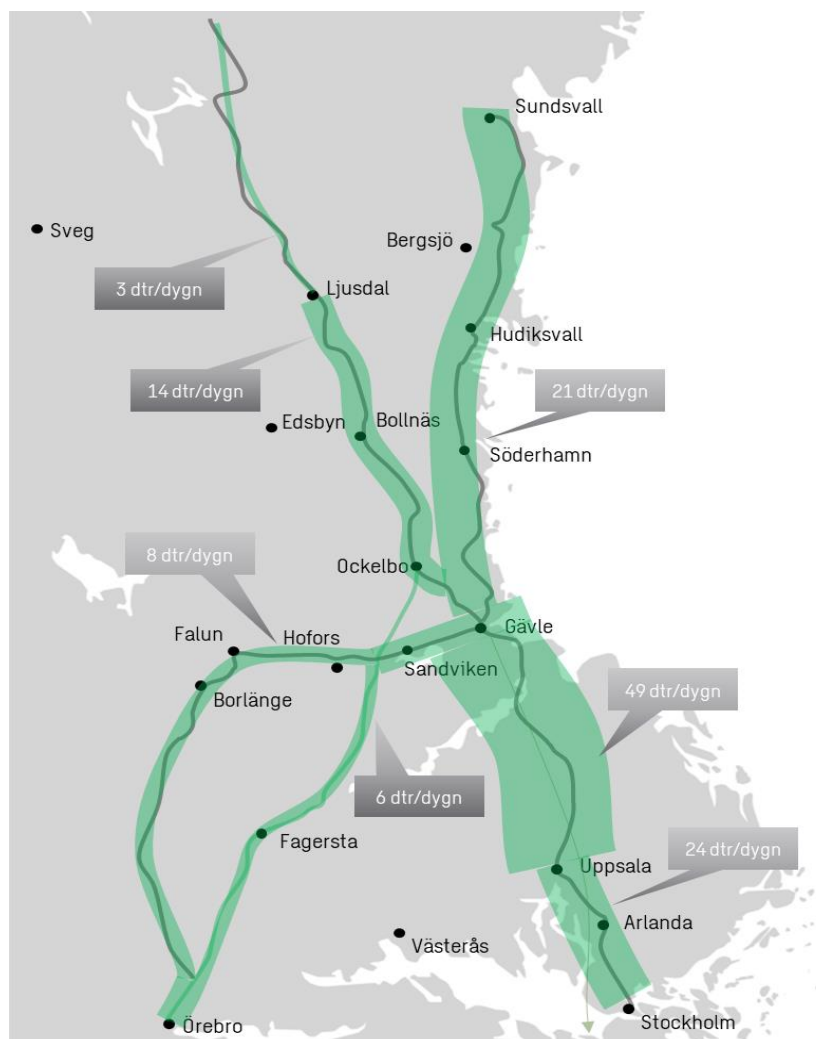 Sundsvall
Sveg
Bergsjö
3 dtr/dygn
Ljusdal
Hudiksvall
14 dtr/dygn
21 dtr/dygn
Edsbyn
Bollnäs
Söderhamn
8 dtr/dygn
Ockelbo
Falun
Hofors
Gävle
Sandviken
Borlänge
49 dtr/dygn
6 dtr/dygn
Fagersta
24 dtr/dygn
Uppsala
Arlanda
Västerås
Örebro
Stockholm